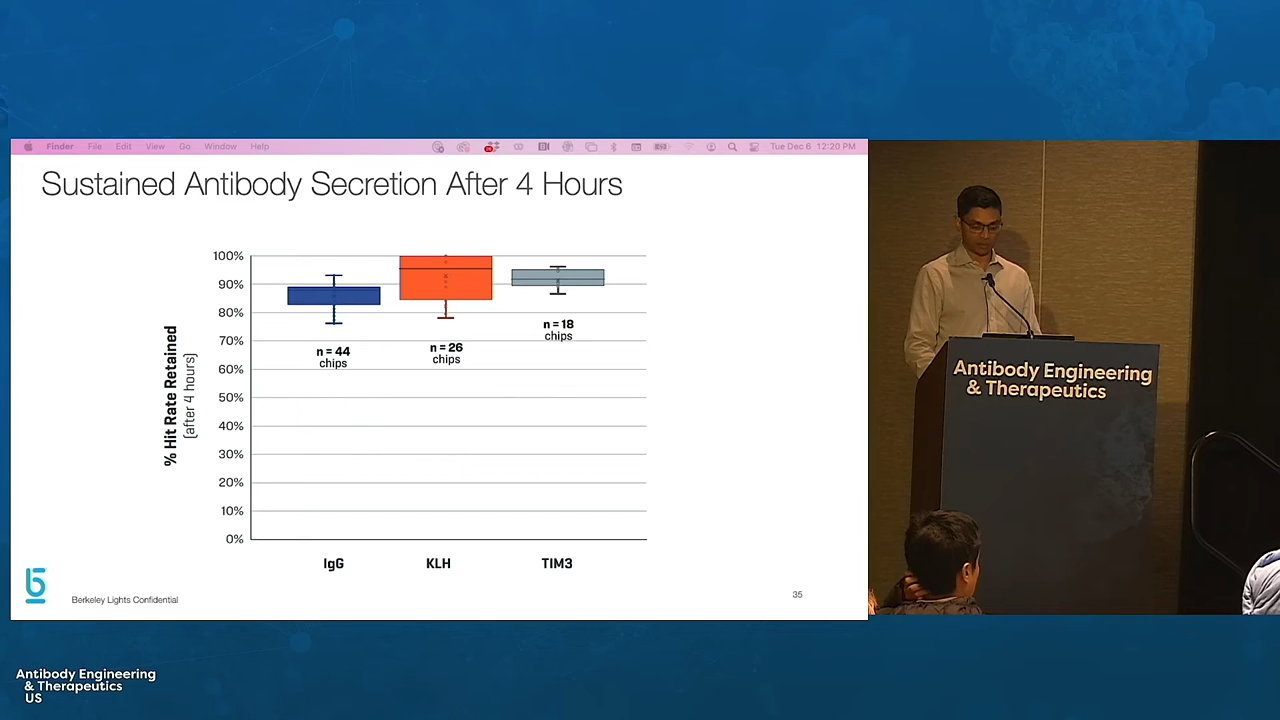 Finder File Edit View Go Window Help
Tue Dec 6 12:20 PM
Sustained Antibody Secretion After 4 Hours
% Hit Rate Retained
(after 4 hours)
100%
90%
80%
70%
60%
50%
40%
30%
20%
10%
0%
n = 44
chips
n = 26
chips
n = 18
chips
IgG KLH TIM3
Berkeley Lights Confidential
35
Antibody Engineering
& Therapeutics
Antibody Engineering
& Therapeutics
US